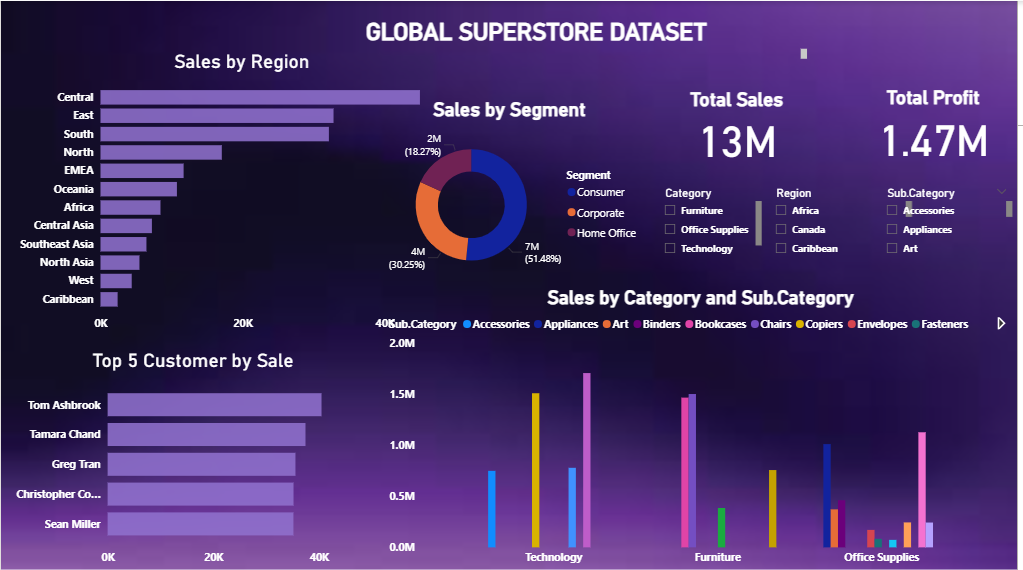 GLOBAL SUPERSTORE DATASET
Sales by Region
Central
East
South
North
EMEA
Oceania
Africa
Central Asia
Southeast Asia
North Asia
West
Caribbean
0K 20K 40K
Sales by Segment
2M
(18.27%)
4M
(30.25%)
7M
(51.48%)
Segment
Consumer
Corporate
Home Office
Total Sales
13M
Total Profit
1.47M
Category
Furniture
Office Supplies
Technology
Region
Africa
Canada
Caribbean
Sub.Category
Accessories
Appliances
Art
Top 5 Customer by Sale
Tom Ashbrook
Tamara Chand
Greg Tran
Christopher Co...
Sean Miller
0K 20K 40K
Sales by Category and Sub.Category
Sub.Category Accessories Appliances Art Binders Bookcases Chairs Copiers Envelopes Fasteners
2.0M
1.5M
1.0M
0.5M
0.0M
Technology Furniture Office Supplies